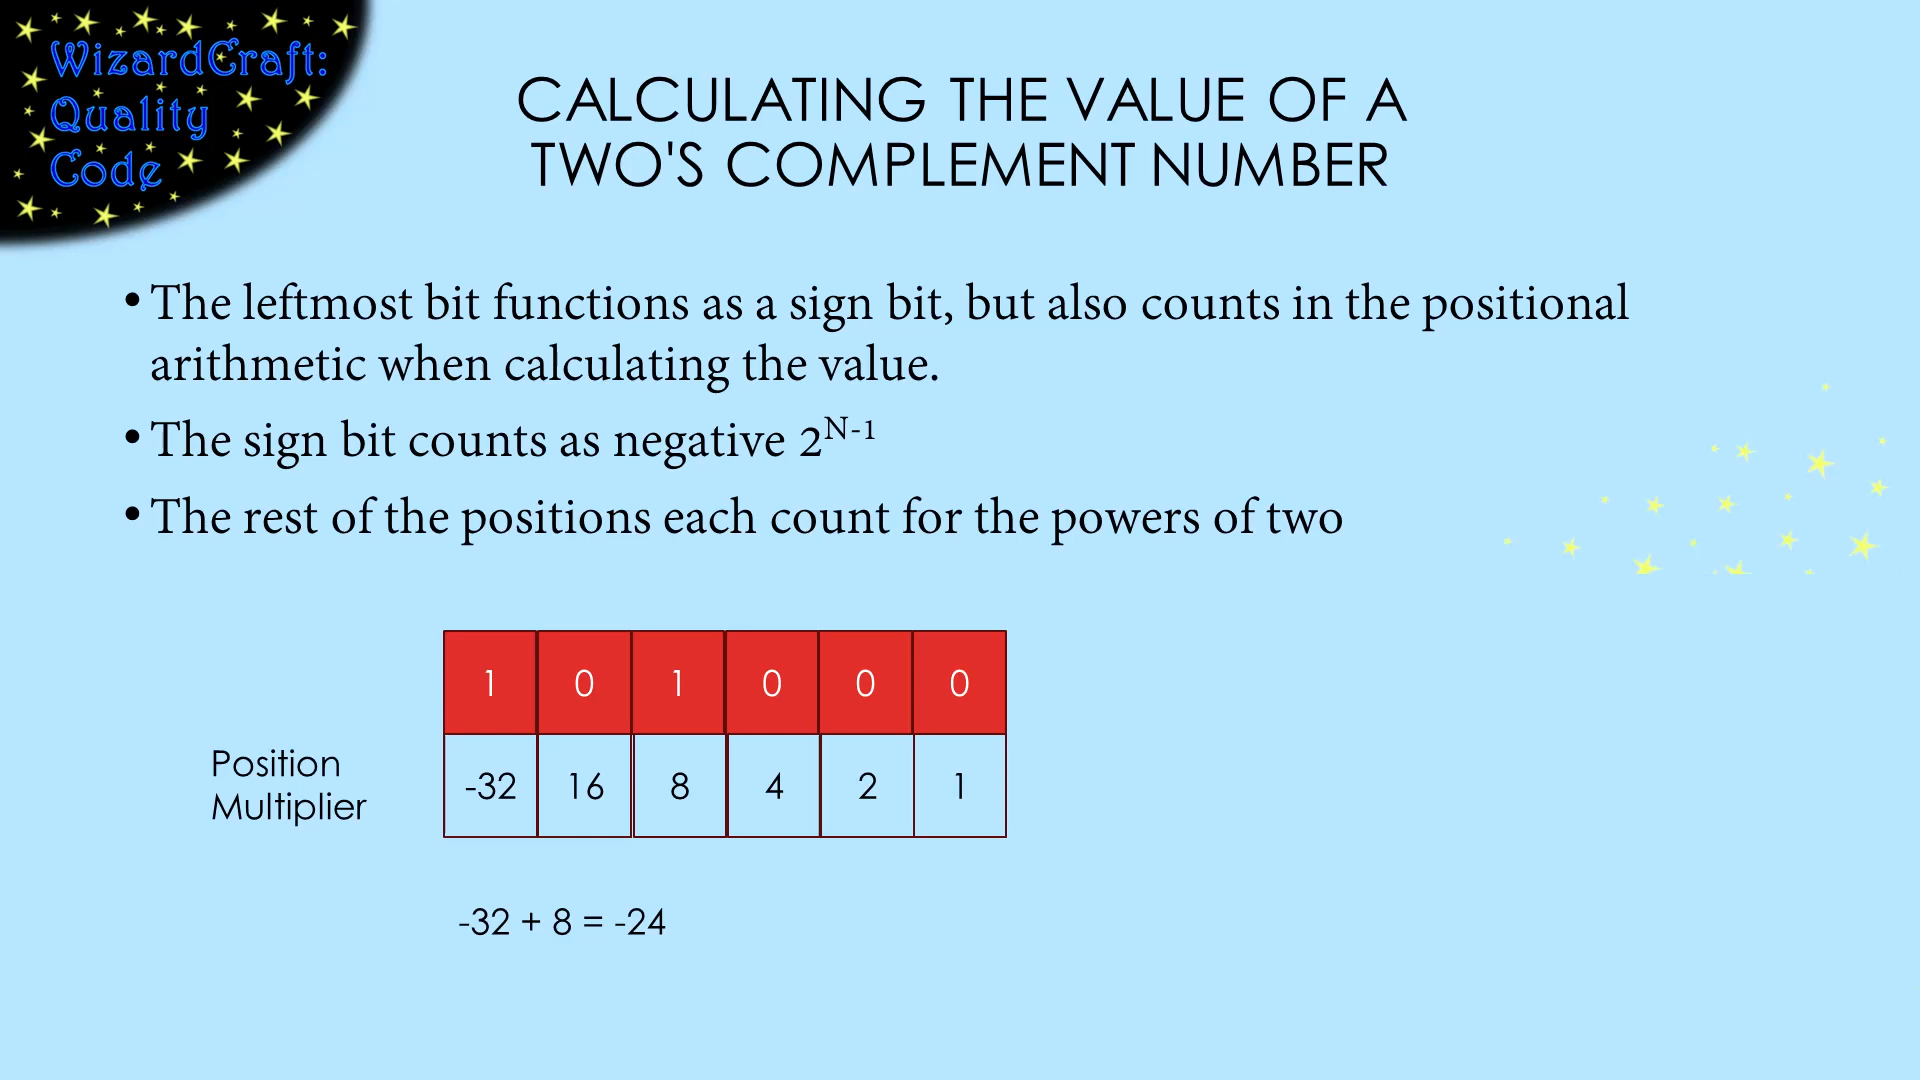 WizardCraft:
Quality
Code
CALCULATING THE VALUE OF A
TWO'S COMPLEMENT NUMBER
• The leftmost bit functions as a sign bit, but also counts in the positional
arithmetic when calculating the value.
• The sign bit counts as negative 2^N-1
• The rest of the positions each count for the powers of two
1 0 1 0 0 0
Position
Multiplier
-32 16 8 4 2 1
-32 + 8 = -24